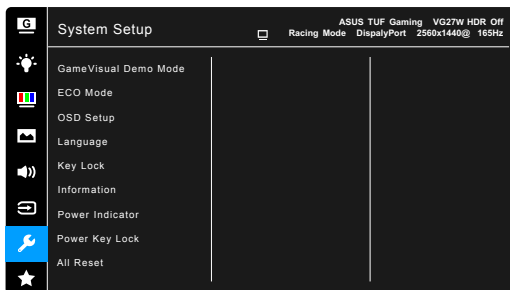 G
System Setup
ASUS TUF Gaming VG27W HDR Off
Racing Mode DispalyPort 2560x1440@ 165Hz
GameVisual Demo Mode
ECO Mode
OSD Setup
Language
Key Lock
Information
Power Indicator
Power Key Lock
All Reset